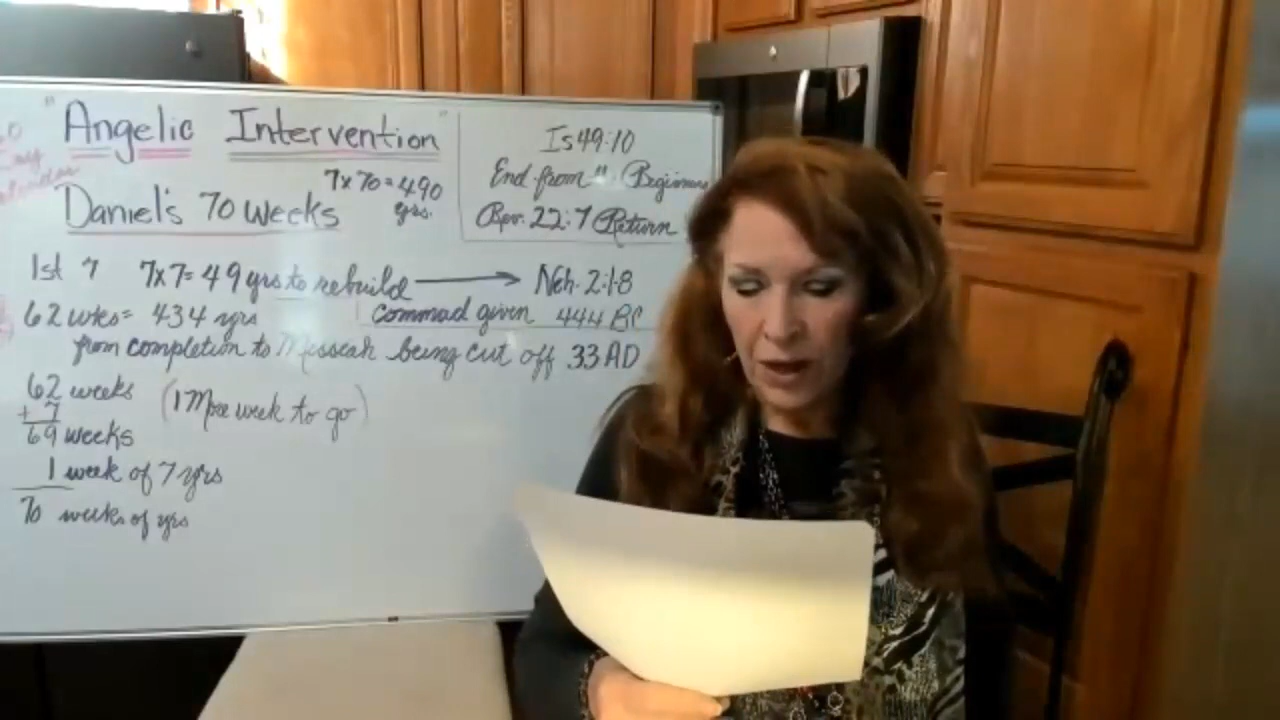 "Angelic Intervention"
7x70=490
yrs.
Daniel's 70 Weeks
Is 49:10
End from " Beginning
Rev. 22:7 Return
1st 7 7x7=49 yrs to rebuild → Neh. 2:1-8
62 wks= 434 yrs Commad given 444 BC
from completion to Messeah being cut off 33 AD
62 weeks (1 More week to go)
+ 7
69 weeks
1 week of 7 yrs
70 weeks of yrs